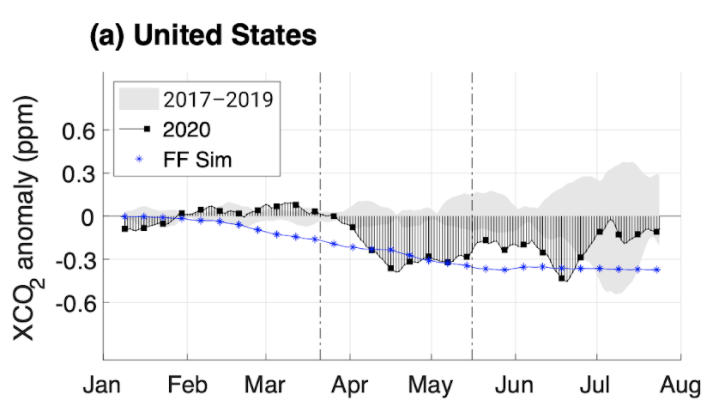 (a) United States
XCO2 anomaly (ppm)
2017−2019
2020
FF Sim
0.6
0.3
0
-0.3
-0.6
Jan Feb Mar Apr May Jun Jul Aug